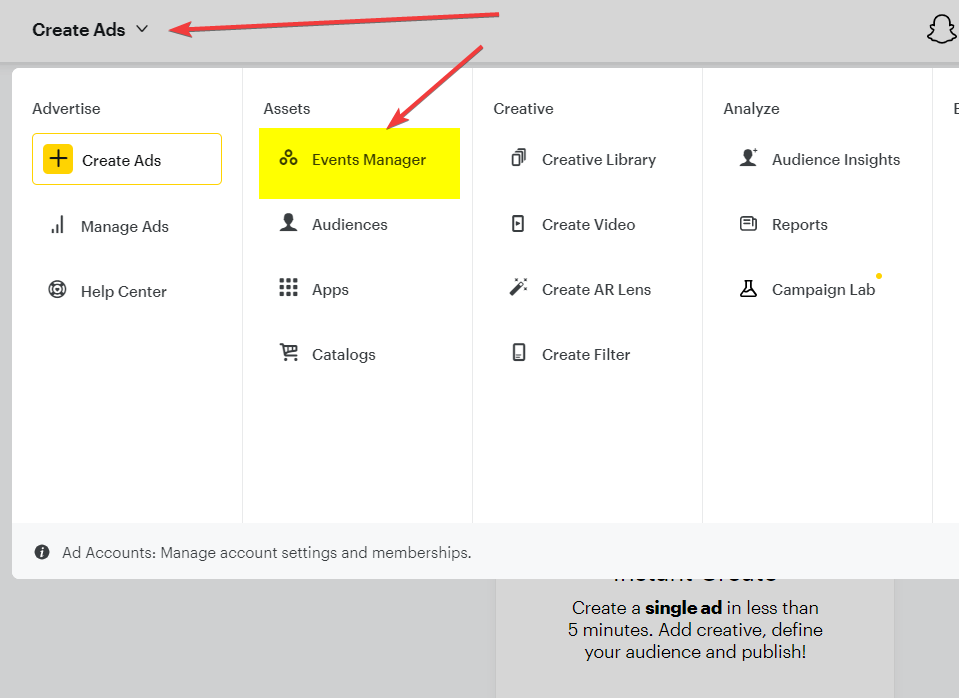 Create Ads
Advertise
Create Ads
Manage Ads
Help Center
Assets
Events Manager
Audiences
Apps
Catalogs
Creative
Creative Library
Create Video
Create AR Lens
Create Filter
Analyze
Audience Insights
Reports
Campaign Lab
Ad Accounts: Manage account settings and memberships.
Instant Create
Create a single ad in less than
5 minutes. Add creative, define
your audience and publish!